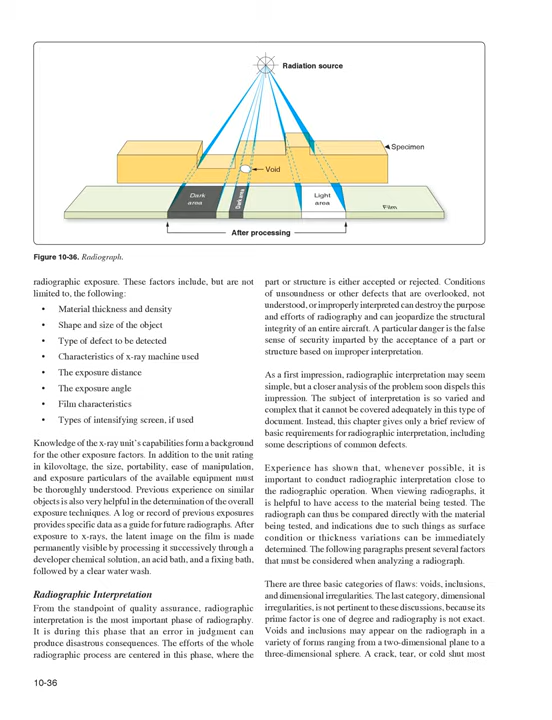 Radiation source
Specimen
Void
Dark
area
Dark area
Light
area
Film
After processing
Figure 10-36. Radiograph.
radiographic exposure. These factors include, but are not
limited to, the following:
• Material thickness and density
• Shape and size of the object
• Type of defect to be detected
• Characteristics of x-ray machine used
• The exposure distance
• The exposure angle
• Film characteristics
• Types of intensifying screen, if used
Knowledge of the x-ray unit’s capabilities form a background
for the other exposure factors. In addition to the unit rating
in kilovoltage, the size, portability, ease of manipulation,
and exposure particulars of the available equipment must
be thoroughly understood. Previous experience on similar
objects is also very helpful in the determination of the overall
exposure techniques. A log or record of previous exposures
provides specific data as a guide for future radiographs. After
exposure to x-rays, the latent image on the film is made
permanently visible by processing it successively through a
developer chemical solution, an acid bath, and a fixing bath,
followed by a clear water wash.
Radiographic Interpretation
From the standpoint of quality assurance, radiographic
interpretation is the most important phase of radiography.
It is during this phase that an error in judgment can
produce disastrous consequences. The efforts of the whole
radiographic process are centered in this phase, where the
part or structure is either accepted or rejected. Conditions
of unsoundness or other defects that are overlooked, not
understood, or improperly interpreted can destroy the purpose
and efforts of radiography and can jeopardize the structural
integrity of an entire aircraft. A particular danger is the false
sense of security imparted by the acceptance of a part or
structure based on improper interpretation.
As a first impression, radiographic interpretation may seem
simple, but a closer analysis of the problem soon dispels this
impression. The subject of interpretation is so varied and
complex that it cannot be covered adequately in this type of
document. Instead, this chapter gives only a brief review of
basic requirements for radiographic interpretation, including
some descriptions of common defects.
Experience has shown that, whenever possible, it is
important to conduct radiographic interpretation close to
the radiographic operation. When viewing radiographs, it
is helpful to have access to the material being tested. The
radiograph can thus be compared directly with the material
being tested, and indications due to such things as surface
condition or thickness variations can be immediately
determined. The following paragraphs present several factors
that must be considered when analyzing a radiograph.
There are three basic categories of flaws: voids, inclusions,
and dimensional irregularities. The last category, dimensional
irregularities, is not pertinent to these discussions, because its
prime factor is one of degree and radiography is not exact.
Voids and inclusions may appear on the radiograph in a
variety of forms ranging from a two-dimensional plane to a
three-dimensional sphere. A crack, tear, or cold shut most
10-36